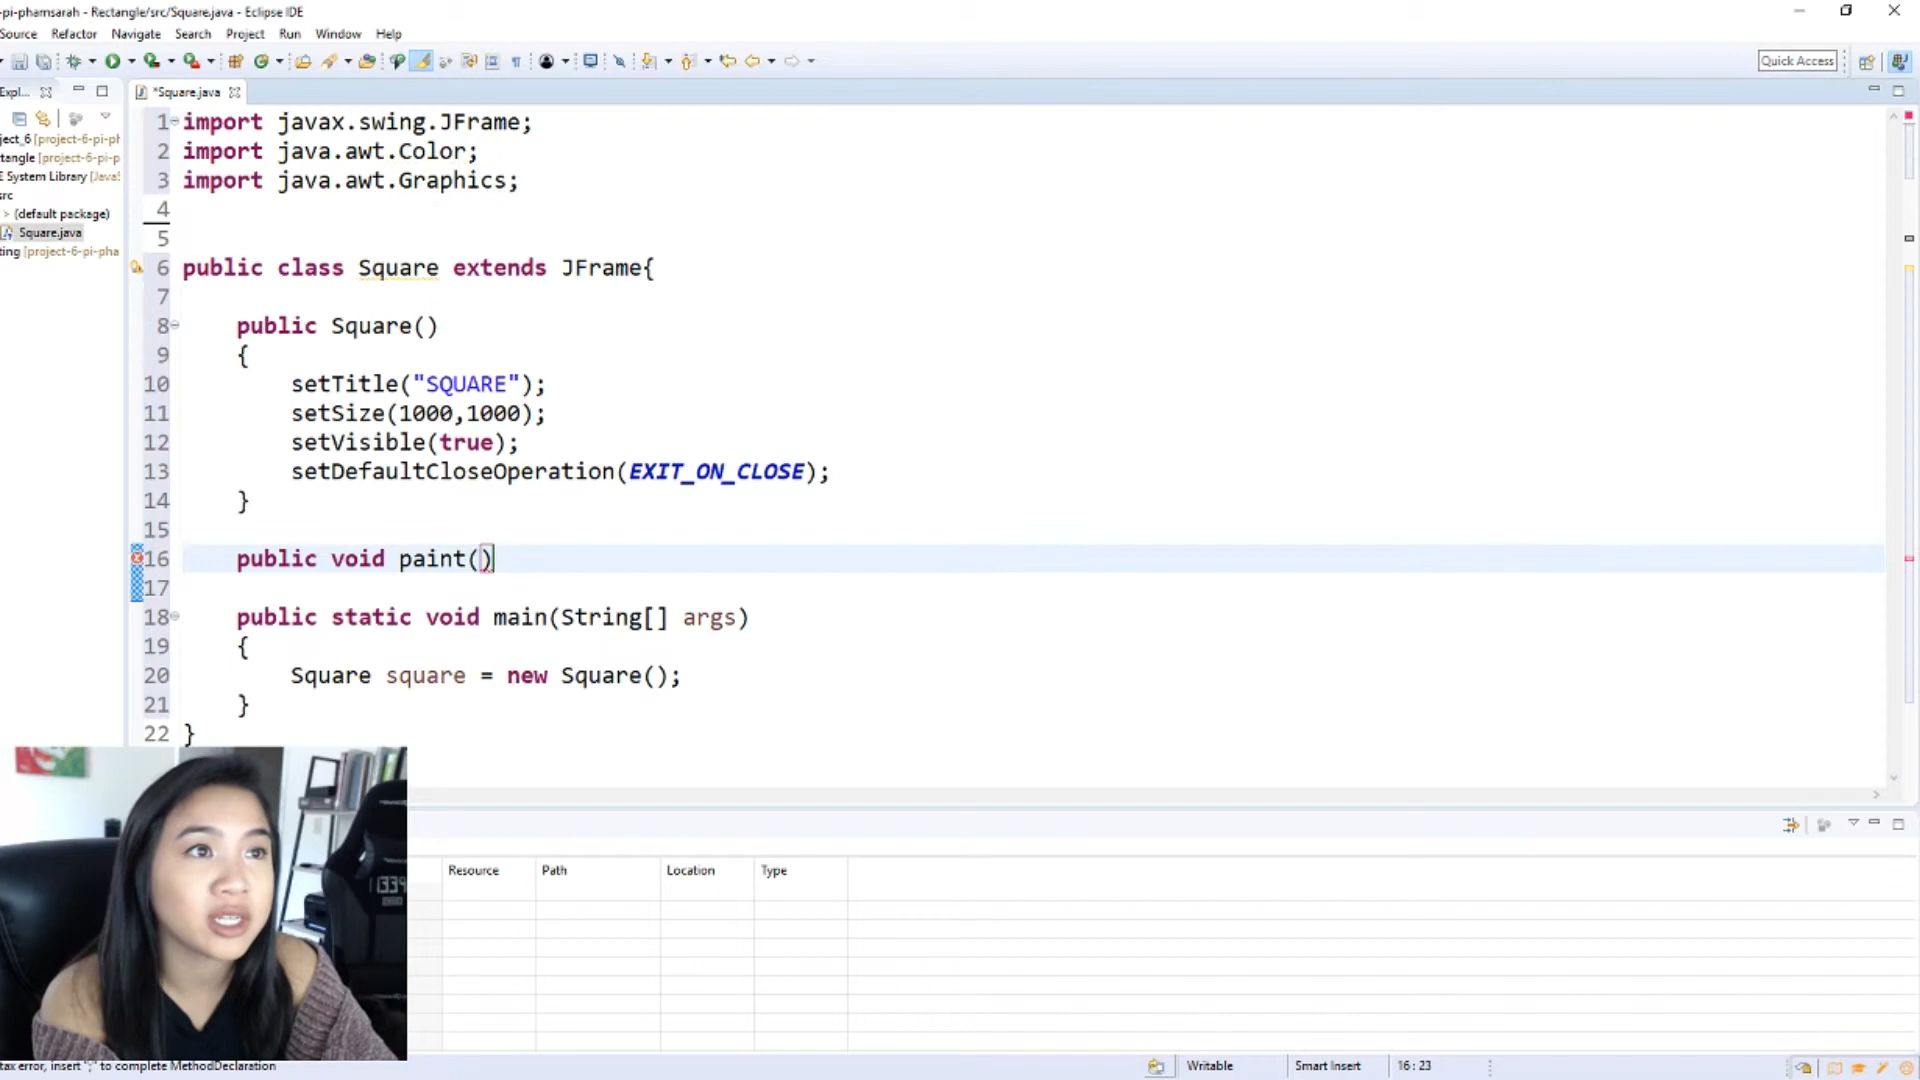 -pi-phamsarah - Rectangle/src/Square.java - Eclipse IDE
Source Refactor Navigate Search Project Run Window Help
Quick Access
Expl...
*Square.java
ject_6 [project-6-pi-ph
tangle [project-6-pi-p
E System Library [JavaS
src
> (default package)
Square.java
ting [project-6-pi-pha
1 import javax.swing.JFrame;
2 import java.awt.Color;
3 import java.awt.Graphics;
4
5
6 public class Square extends JFrame{
7
8 public Square()
9 {
10 setTitle("SQUARE");
11 setSize(1000,1000);
12 setVisible(true);
13 setDefaultCloseOperation(EXIT_ON_CLOSE);
14 }
15
16 public void paint()
17
18 public static void main(String[] args)
19 {
20 Square square = new Square();
21 }
22 }
Resource Path Location Type
1339
tax error, insert ";" to complete MethodDeclaration
Writable Smart Insert 16 : 23